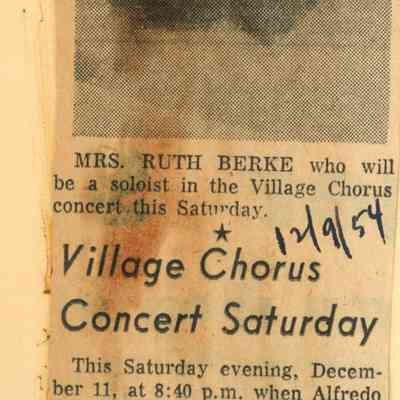 MRS. RUTH BERKE who will
be a soloist in the Village Chorus
concert this Saturday.
12/9/54
Village Chorus
Concert Saturday
This Saturday evening, Decem-
ber 11, at 8:40 p.m. when Alfredo